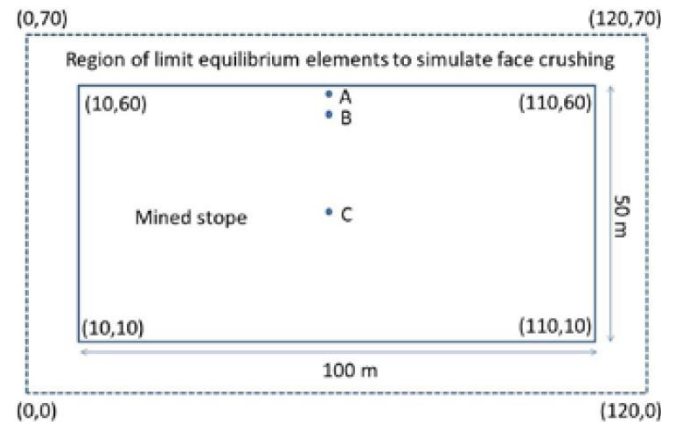 (0,70) (120,70)
Region of limit equilibrium elements to simulate face crushing
(10,60) A (110,60)
B
Mined stope C 50 m
(10,10) (110,10)
100 m
(0,0) (120,0)